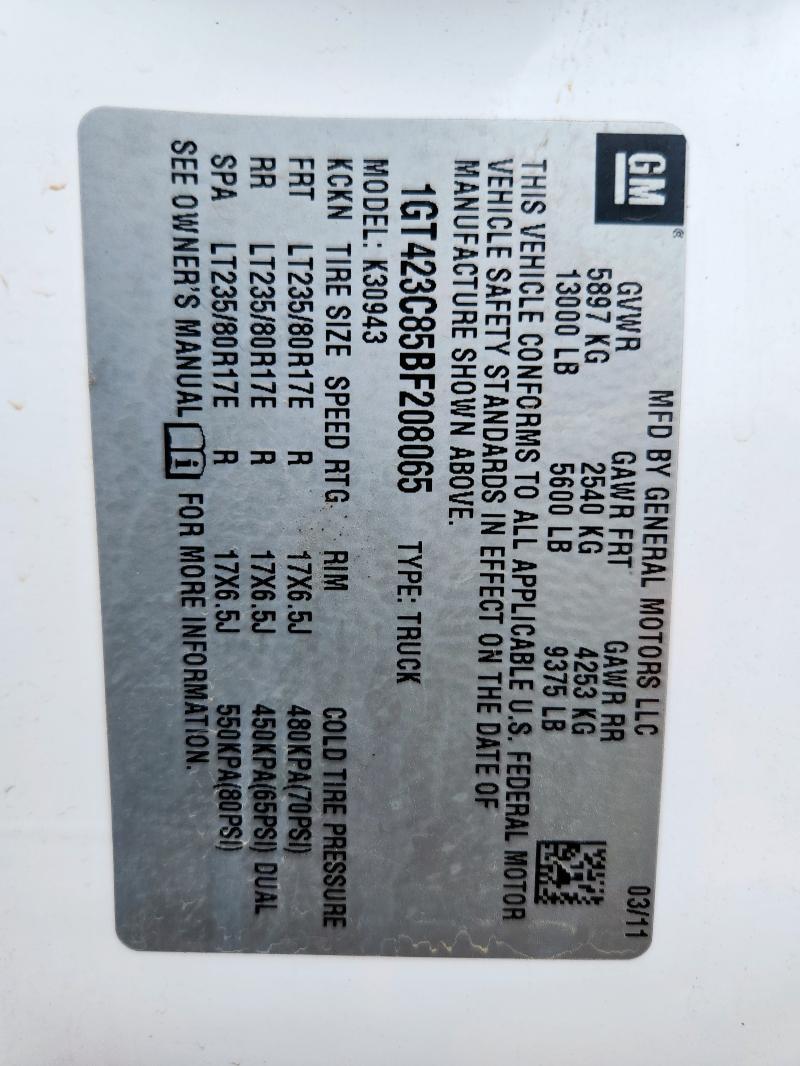 GM®
MFD BY GENERAL MOTORS LLC 03/11
GVWR GAWR FRT GAWR RR
5897 KG 2540 KG 4253 KG
13000 LB 5600 LB 9375 LB
THIS VEHICLE CONFORMS TO ALL APPLICABLE U.S. FEDERAL MOTOR
VEHICLE SAFETY STANDARDS IN EFFECT ON THE DATE OF
MANUFACTURE SHOWN ABOVE.
1GT423C85BF208065 TYPE: TRUCK
MODEL: K30943
KCKN TIRE SIZE SPEED RTG RIM COLD TIRE PRESSURE
FRT LT235/80R17E R 17X6.5J 480KPA(70PSI)
RR LT235/80R17E R 17X6.5J 450KPA(65PSI) DUAL
SPA LT235/80R17E R 17X6.5J 550KPA(80PSI)
SEE OWNER'S MANUAL i FOR MORE INFORMATION.